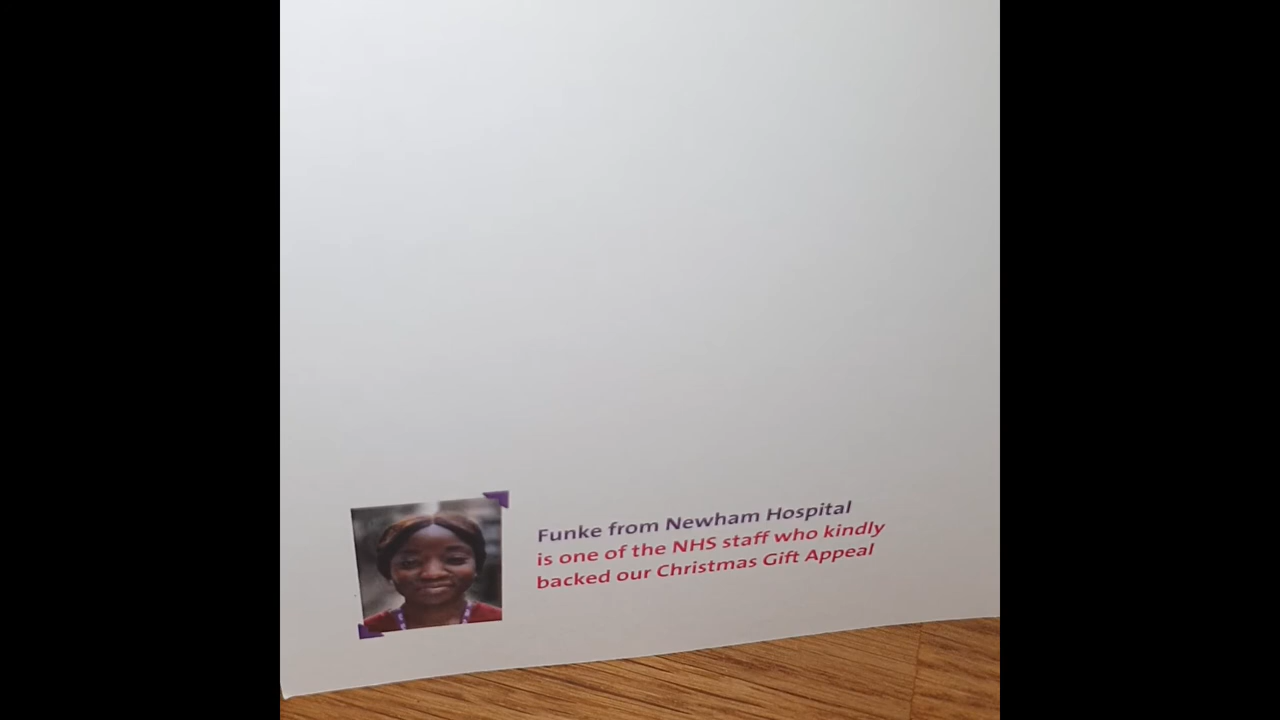 Funke from Newham Hospital
is one of the NHS staff who kindly
backed our Christmas Gift Appeal